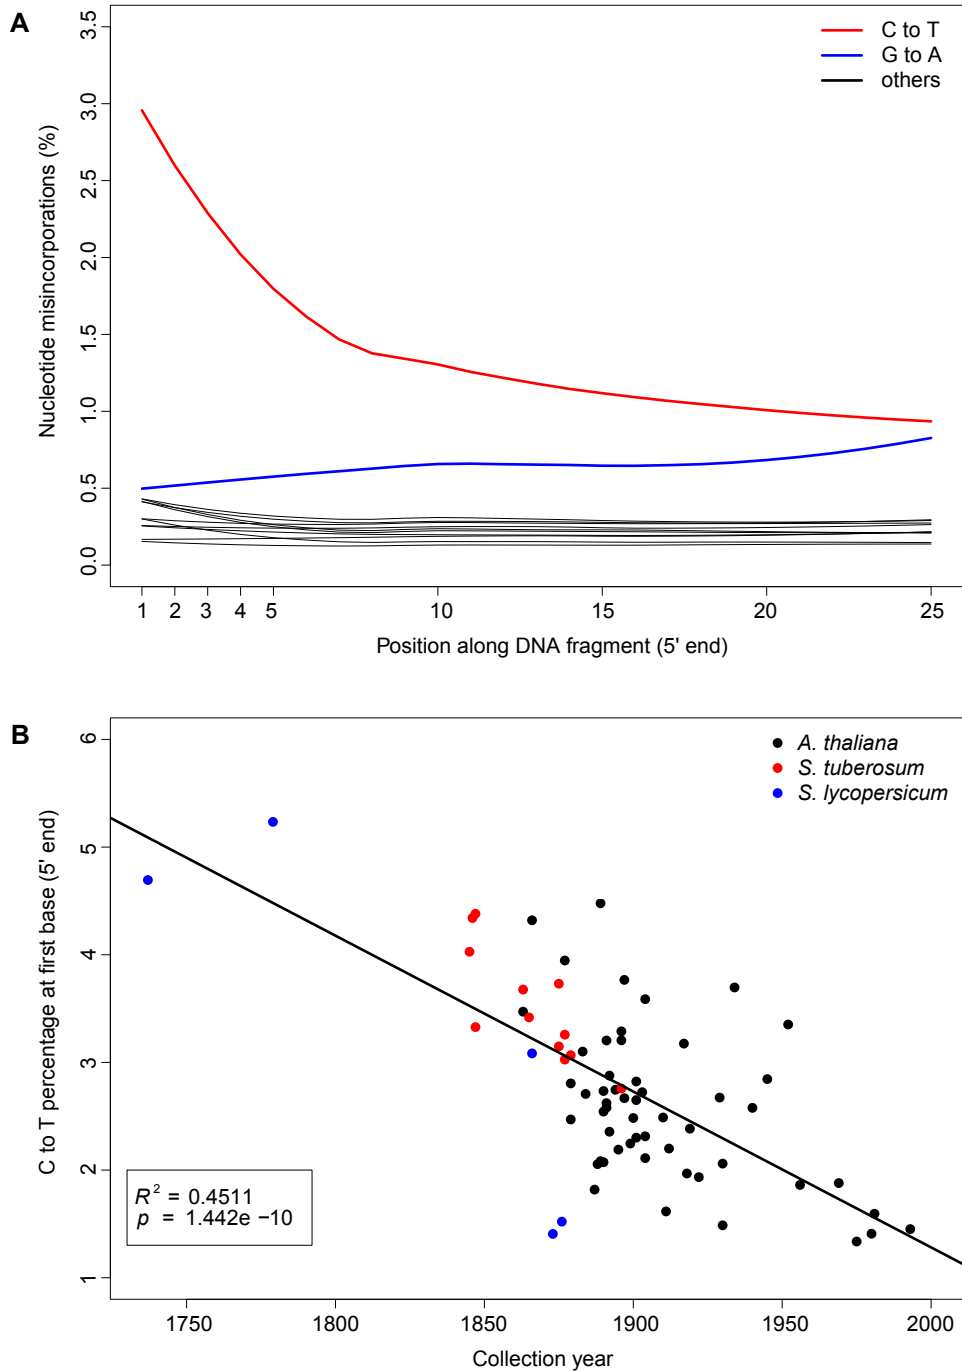 A
C to T
G to A
others
Nucleotide misincorporations (%)
3.5
3.0
2.5
2.0
1.5
1.0
0.5
0.0
1 2 3 4 5 10 15 20 25
Position along DNA fragment (5' end)
B
A. thaliana
S. tuberosum
S. lycopersicum
C to T percentage at first base (5' end)
6
5
4
3
2
1
R² = 0.4511
p = 1.442e −10
1750 1800 1850 1900 1950 2000
Collection year